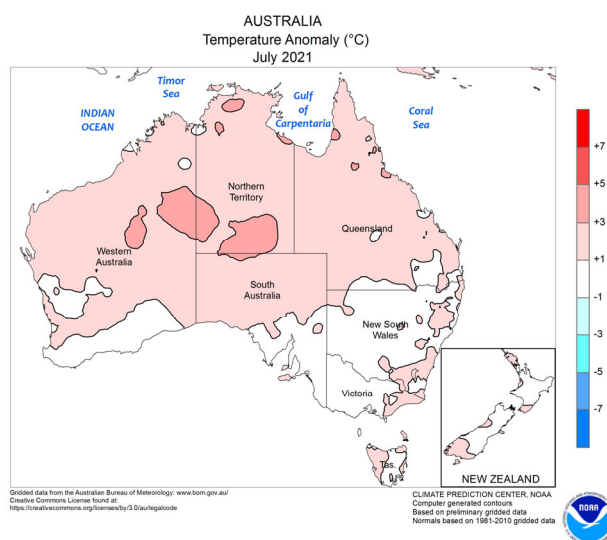 AUSTRALIA
Temperature Anomaly (°C)
July 2021
Timor
Sea
Gulf
of
Carpentaria
INDIAN
OCEAN
Coral
Sea
Northern
Territory
Queensland
Western
Australia
South
Australia
New South
Wales
Victoria
Tas.
NEW ZEALAND
+7
+5
+3
+1
-1
-3
-5
-7
Gridded data from the Australian Bureau of Meteorology: www.bom.gov.au/
Creative Commons License found at:
https://creativecommons.org/licenses/by/3.0/au/legalcode
CLIMATE PREDICTION CENTER, NOAA
Computer generated contours
Based on preliminary gridded data
Normals based on 1981-2010 gridded data
NOAA